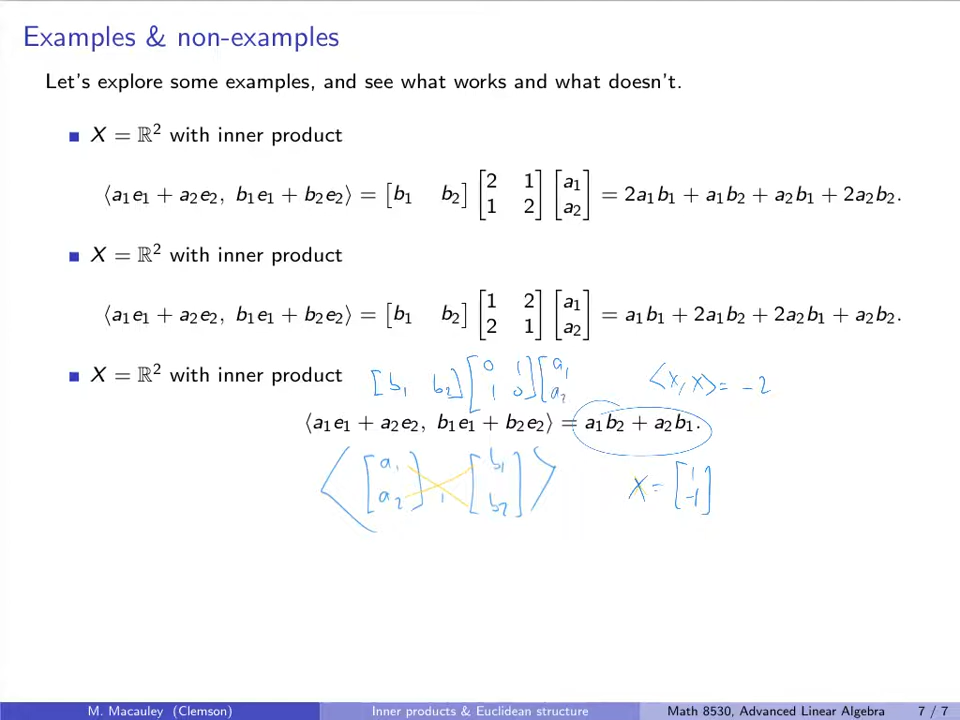 Examples & non-examples
Let's explore some examples, and see what works and what doesn't.
X = ℝ² with inner product
⟨a₁e₁ + a₂e₂, b₁e₁ + b₂e₂⟩ = [b₁ b₂] [2 1; 1 2] [a₁; a₂] = 2a₁b₁ + a₁b₂ + a₂b₁ + 2a₂b₂.
X = ℝ² with inner product
⟨a₁e₁ + a₂e₂, b₁e₁ + b₂e₂⟩ = [b₁ b₂] [1 2; 2 1] [a₁; a₂] = a₁b₁ + 2a₁b₂ + 2a₂b₁ + a₂b₂.
X = ℝ² with inner product
[b₁ b₂] [0 1; 1 0] [a₁; a₂]
⟨x, x⟩ = -2
⟨a₁e₁ + a₂e₂, b₁e₁ + b₂e₂⟩ = a₁b₂ + a₂b₁.
⟨[a₁; a₂], [b₁; b₂]⟩
x = [1; -1]
M. Macauley (Clemson)
Inner products & Euclidean structure
Math 8530, Advanced Linear Algebra
7 / 7